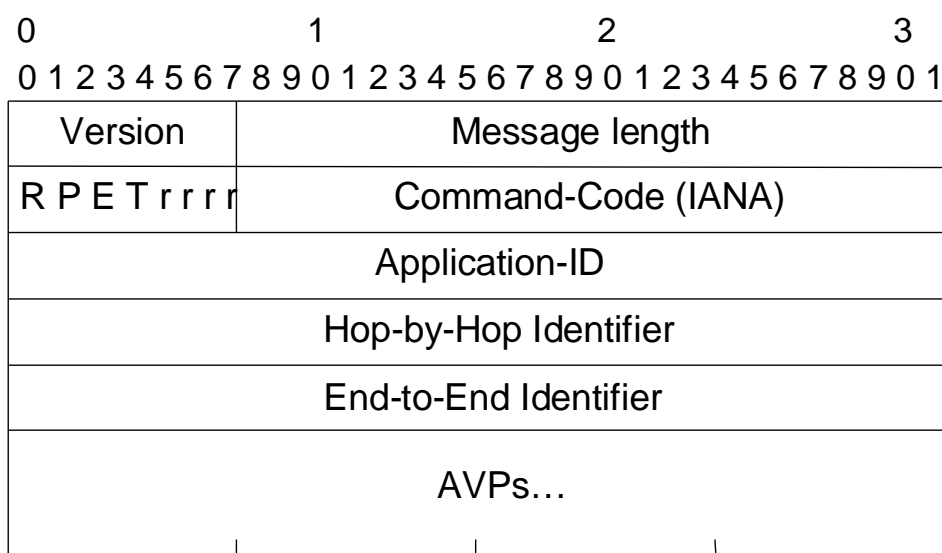 0 1 2 3
0 1 2 3 4 5 6 7 8 9 0 1 2 3 4 5 6 7 8 9 0 1 2 3 4 5 6 7 8 9 0 1
Version Message length
R P E T r r r r Command-Code (IANA)
Application-ID
Hop-by-Hop Identifier
End-to-End Identifier
AVPs…